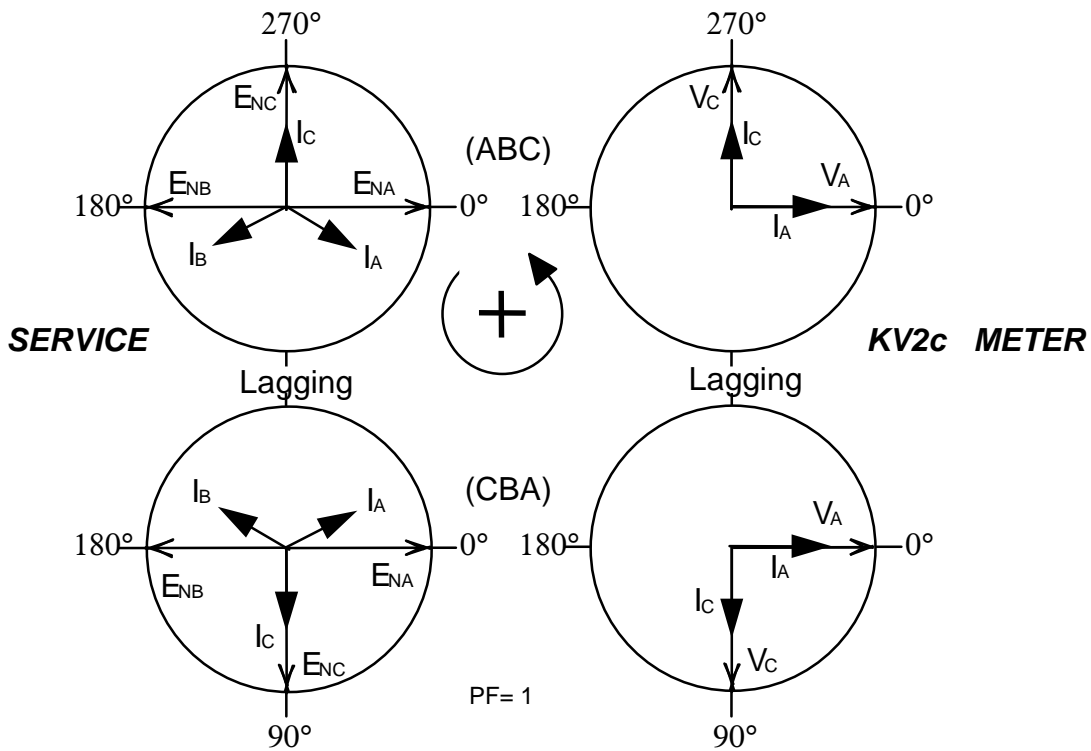 270°
270°
ENC
VC
IC
IC
(ABC)
ENB
ENA
VA
180°
0°
180°
0°
IB
IA
IA
SERVICE
+
KV2c METER
Lagging
Lagging
IB
IA
(CBA)
VA
180°
0°
180°
0°
ENB
ENA
IA
IC
IC
ENC
VC
PF= 1
90°
90°